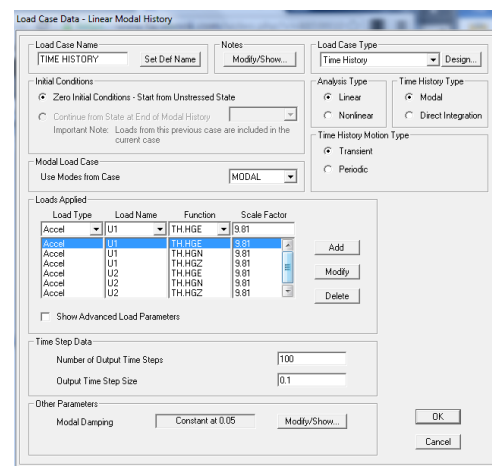 Load Case Data - Linear Modal History
Load Case Name
TIME HISTORY
Set Def Name
Notes
Modify/Show...
Load Case Type
Time History
Design...
Initial Conditions
Zero Initial Conditions - Start from Unstressed State
Continue from State at End of Modal History
Important Note: Loads from this previous case are included in the
current case
Analysis Type
Linear
Nonlinear
Time History Type
Modal
Direct Integration
Time History Motion Type
Transient
Periodic
Modal Load Case
Use Modes from Case
MODAL
Loads Applied
Load Type Load Name Function Scale Factor
Accel U1 TH.HGE 9.81
Accel U1 TH.HGE 9.81
Accel U1 TH.HGN 9.81
Accel U1 TH.HGZ 9.81
Accel U2 TH.HGE 9.81
Accel U2 TH.HGN 9.81
Accel U2 TH.HGZ 9.81
Add
Modify
Delete
Show Advanced Load Parameters
Time Step Data
Number of Output Time Steps 100
Output Time Step Size 0.1
Other Parameters
Modal Damping Constant at 0.05 Modify/Show...
OK
Cancel